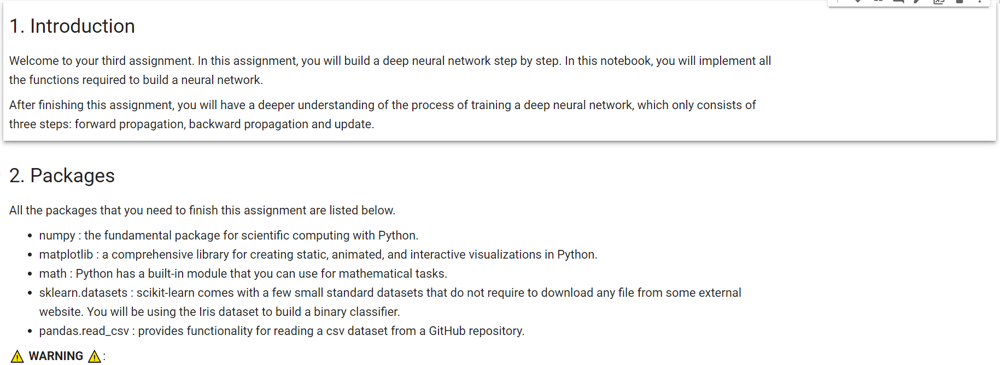 1. Introduction
Welcome to your third assignment. In this assignment, you will build a deep neural network step by step. In this notebook, you will implement all
the functions required to build a neural network.
After finishing this assignment, you will have a deeper understanding of the process of training a deep neural network, which only consists of
three steps: forward propagation, backward propagation and update.
2. Packages
All the packages that you need to finish this assignment are listed below.
• numpy : the fundamental package for scientific computing with Python.
• matplotlib : a comprehensive library for creating static, animated, and interactive visualizations in Python.
• math : Python has a built-in module that you can use for mathematical tasks.
• sklearn.datasets : scikit-learn comes with a few small standard datasets that do not require to download any file from some external
website. You will be using the Iris dataset to build a binary classifier.
• pandas.read_csv : provides functionality for reading a csv dataset from a GitHub repository.
⚠ WARNING ⚠: